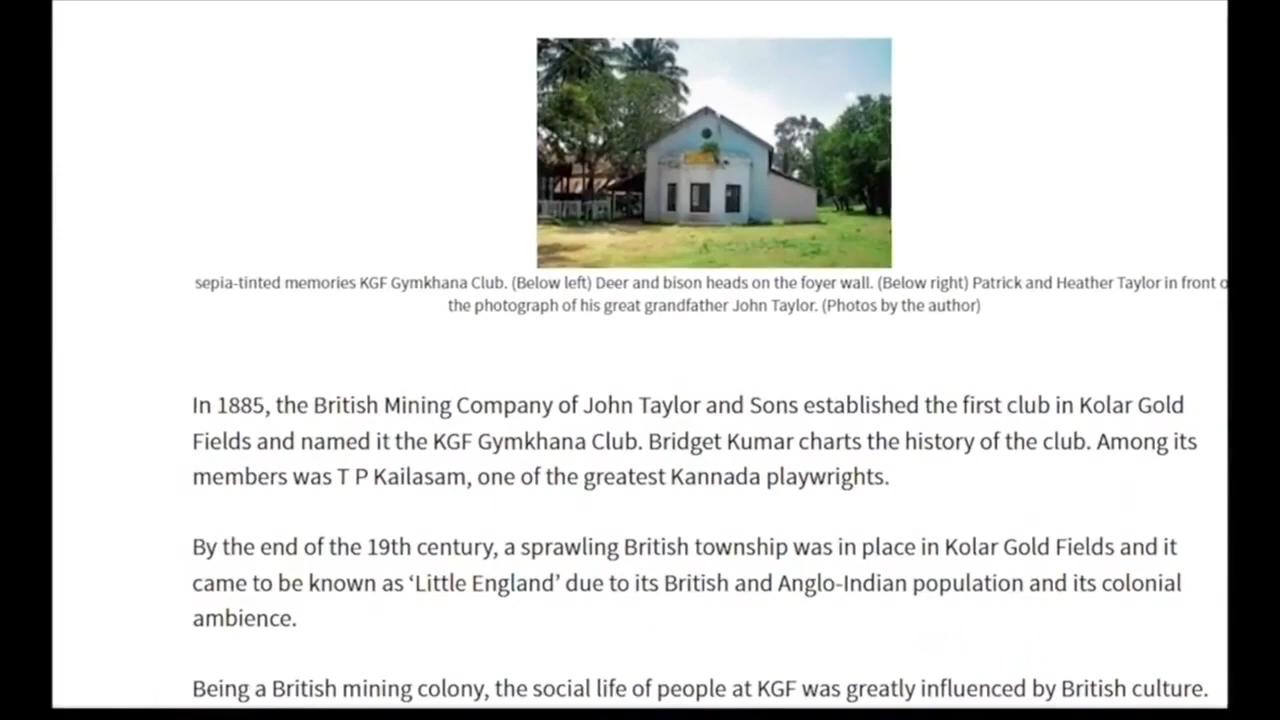 sepia-tinted memories KGF Gymkhana Club. (Below left) Deer and bison heads on the foyer wall. (Below right) Patrick and Heather Taylor in front
the photograph of his great grandfather John Taylor. (Photos by the author)
In 1885, the British Mining Company of John Taylor and Sons established the first club in Kolar Gold
Fields and named it the KGF Gymkhana Club. Bridget Kumar charts the history of the club. Among its
members was T P Kailasam, one of the greatest Kannada playwrights.
By the end of the 19th century, a sprawling British township was in place in Kolar Gold Fields and it
came to be known as ‘Little England’ due to its British and Anglo-Indian population and its colonial
ambience.
Being a British mining colony, the social life of people at KGF was greatly influenced by British culture.